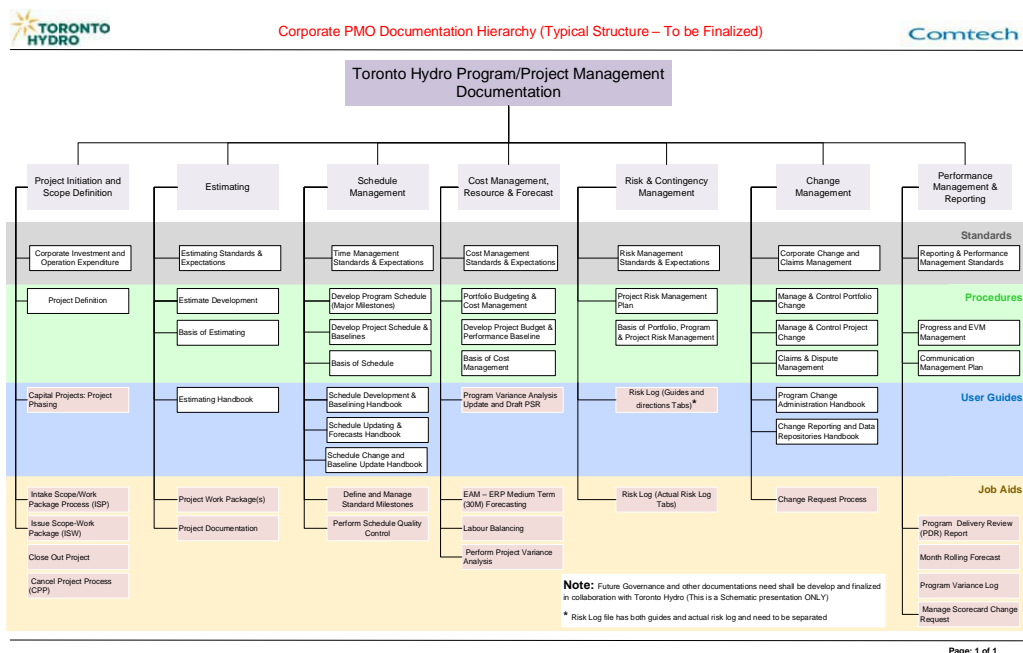 TORONTO
HYDRO
Corporate PMO Documentation Hierarchy (Typical Structure – To be Finalized)
Comtech
Toronto Hydro Program/Project Management
Documentation
Project Initiation and
Scope Definition
Estimating
Schedule
Management
Cost Management,
Resource & Forecast
Risk & Contingency
Management
Change
Management
Performance
Management &
Reporting
Standards
Corporate Investment and
Operation Expenditure
Estimating Standards &
Expectations
Time Management
Standards & Expectations
Cost Management
Standards & Expectations
Risk Management
Standards & Expectations
Corporate Change and
Claims Management
Reporting & Performance
Management Standards
Procedures
Project Definition
Estimate Development
Develop Program Schedule
(Major Milestones)
Portfolio Budgeting &
Cost Management
Project Risk Management
Plan
Manage & Control Portfolio
Change
Basis of Estimating
Develop Project Schedule &
Baselines
Develop Project Budget &
Performance Baseline
Basis of Portfolio, Program
& Project Risk Management
Manage & Control Project
Change
Progress and EVM
Management
Basis of Schedule
Basis of Cost
Management
Claims & Dispute
Management
Communication
Management Plan
User Guides
Capital Projects: Project
Phasing
Estimating Handbook
Schedule Development &
Baselining Handbook
Program Variance Analysis
Update and Draft PSR
Risk Log (Guides and
directions Tabs)*
Program Change
Administration Handbook
Schedule Updating &
Forecasts Handbook
Change Reporting and Data
Repositories Handbook
Schedule Change and
Baseline Update Handbook
Job Aids
Intake Scope/Work
Package Process (ISP)
Project Work Package(s)
Define and Manage
Standard Milestones
EAM – ERP Medium Term
(30M) Forecasting
Risk Log (Actual Risk Log
Tabs)
Change Request Process
Issue Scope-Work
Package (ISW)
Project Documentation
Perform Schedule Quality
Control
Labour Balancing
Program Delivery Review
(PDR) Report
Close Out Project
Perform Project Variance
Analysis
Month Rolling Forecast
Cancel Project Process
(CPP)
Program Variance Log
Manage Scorecard Change
Request
Note: Future Governance and other documentations need shall be develop and finalized
in collaboration with Toronto Hydro (This is a Schematic presentation ONLY)
* Risk Log file has both guides and actual risk log and need to be separated
Page: 1 of 1